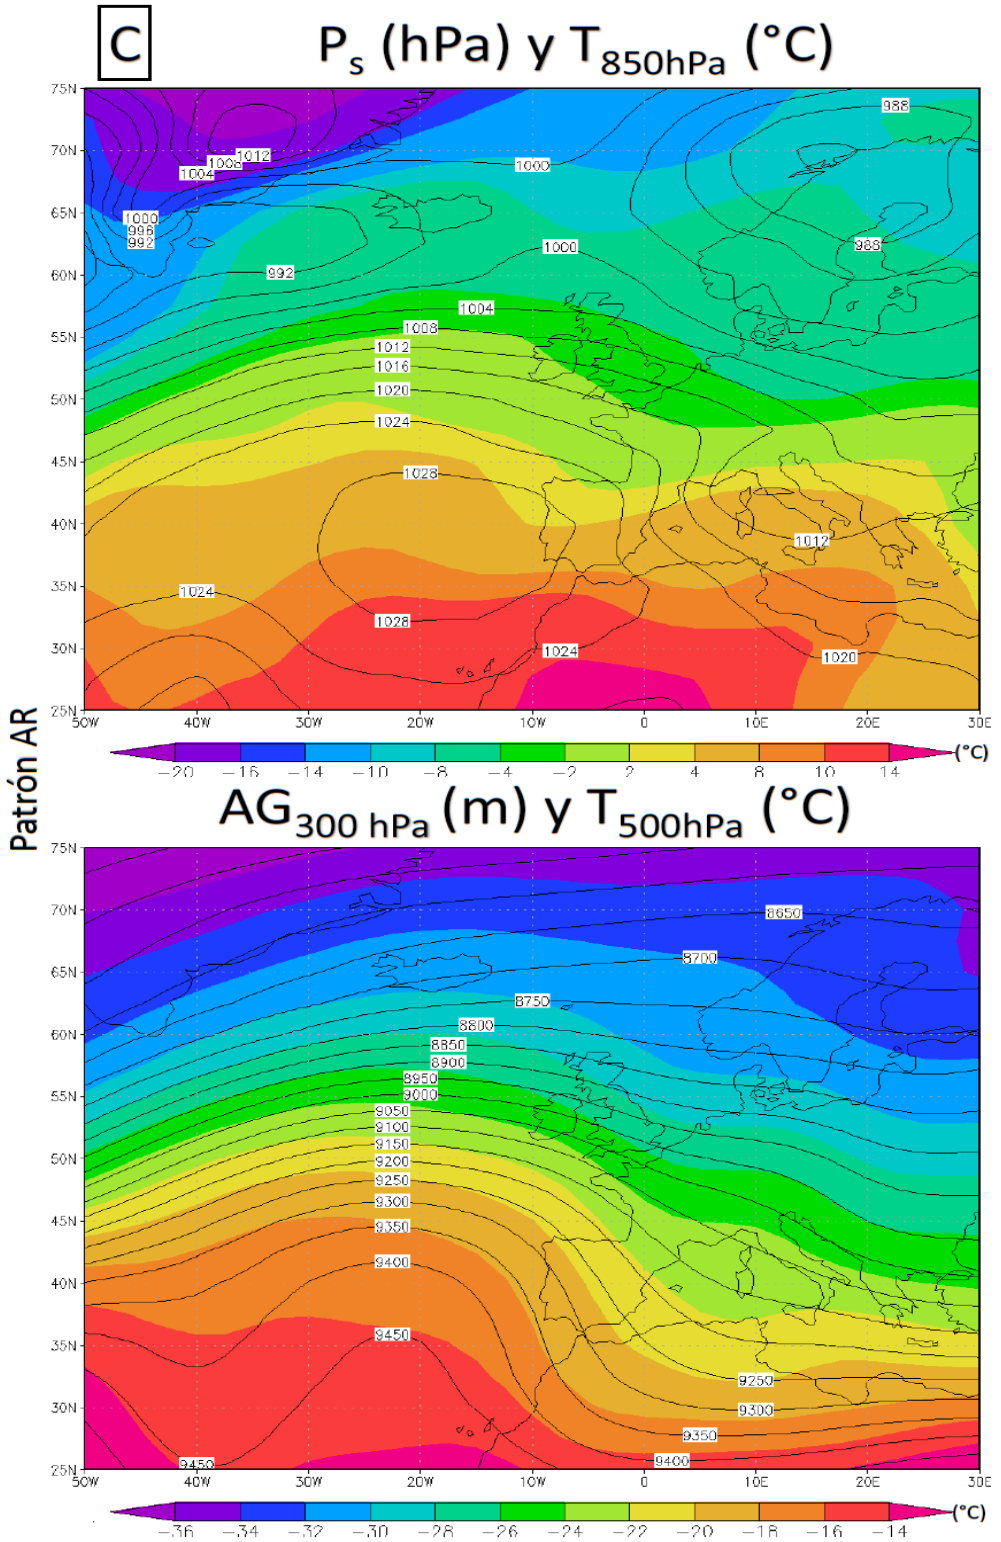 C
Ps (hPa) y T850hPa (°C)
75N
70N
65N
60N
55N
50N
45N
40N
35N
30N
25N
988
1012
1008
1004
1000
1000
996
992
988
1000
992
1004
1008
1012
1016
1020
1024
1028
1012
1024
1028
1024
1020
50W 40W 30W 20W 10W 0 10E 20E 30E
-20 -16 -14 -10 -8 -4 -2 2 4 8 10 14 (°C)
Patrón AR
AG300 hPa (m) y T500hPa (°C)
75N
70N
65N
60N
55N
50N
45N
40N
35N
30N
25N
8650
8700
8750
8800
8850
8900
8950
9000
9050
9100
9150
9200
9250
9300
9350
9400
9450
9250
9300
9350
9400
9450
50W 40W 30W 20W 10W 0 10E 20E 30E
-36 -34 -32 -30 -28 -26 -24 -22 -20 -18 -16 -14 (°C)